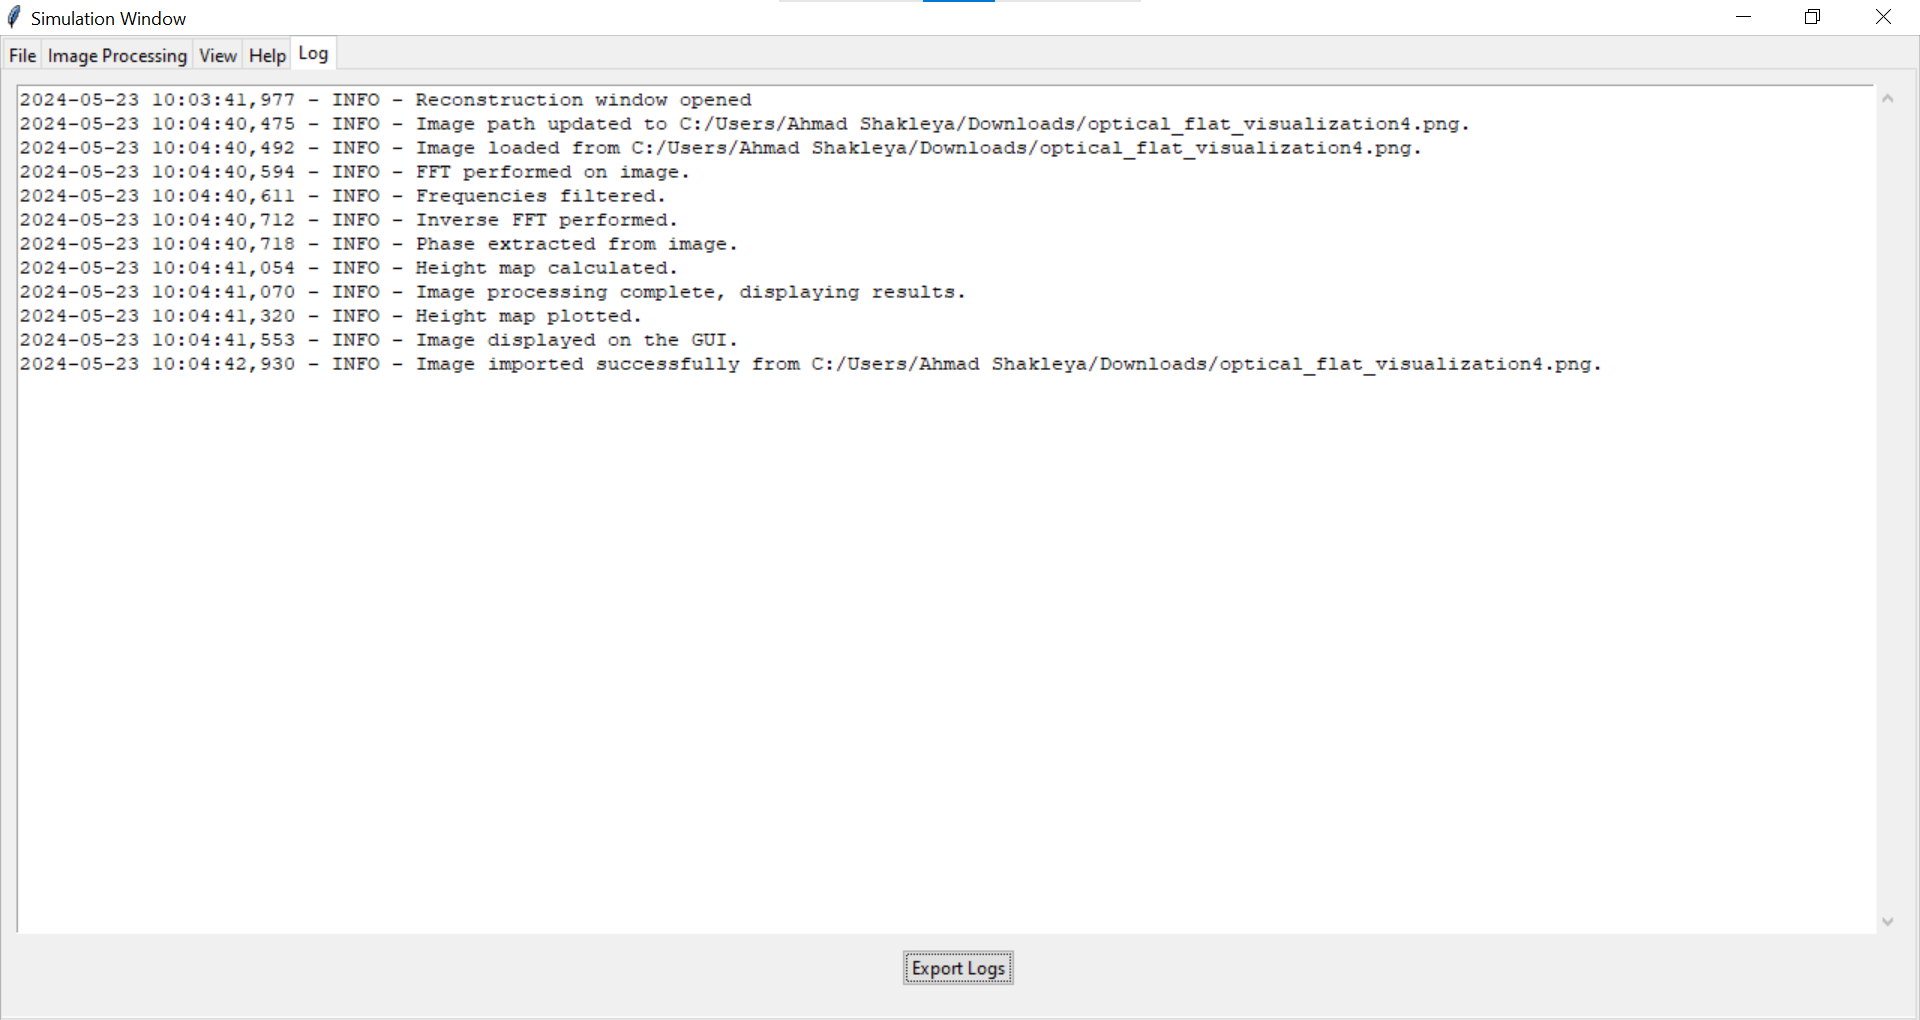 Simulation Window
File Image Processing View Help Log
2024-05-23 10:03:41,977 - INFO - Reconstruction window opened
2024-05-23 10:04:40,475 - INFO - Image path updated to C:/Users/Ahmad Shakleya/Downloads/optical_flat_visualization4.png.
2024-05-23 10:04:40,492 - INFO - Image loaded from C:/Users/Ahmad Shakleya/Downloads/optical_flat_visualization4.png.
2024-05-23 10:04:40,594 - INFO - FFT performed on image.
2024-05-23 10:04:40,611 - INFO - Frequencies filtered.
2024-05-23 10:04:40,712 - INFO - Inverse FFT performed.
2024-05-23 10:04:40,718 - INFO - Phase extracted from image.
2024-05-23 10:04:41,054 - INFO - Height map calculated.
2024-05-23 10:04:41,070 - INFO - Image processing complete, displaying results.
2024-05-23 10:04:41,320 - INFO - Height map plotted.
2024-05-23 10:04:41,553 - INFO - Image displayed on the GUI.
2024-05-23 10:04:42,930 - INFO - Image imported successfully from C:/Users/Ahmad Shakleya/Downloads/optical_flat_visualization4.png.
Export Logs